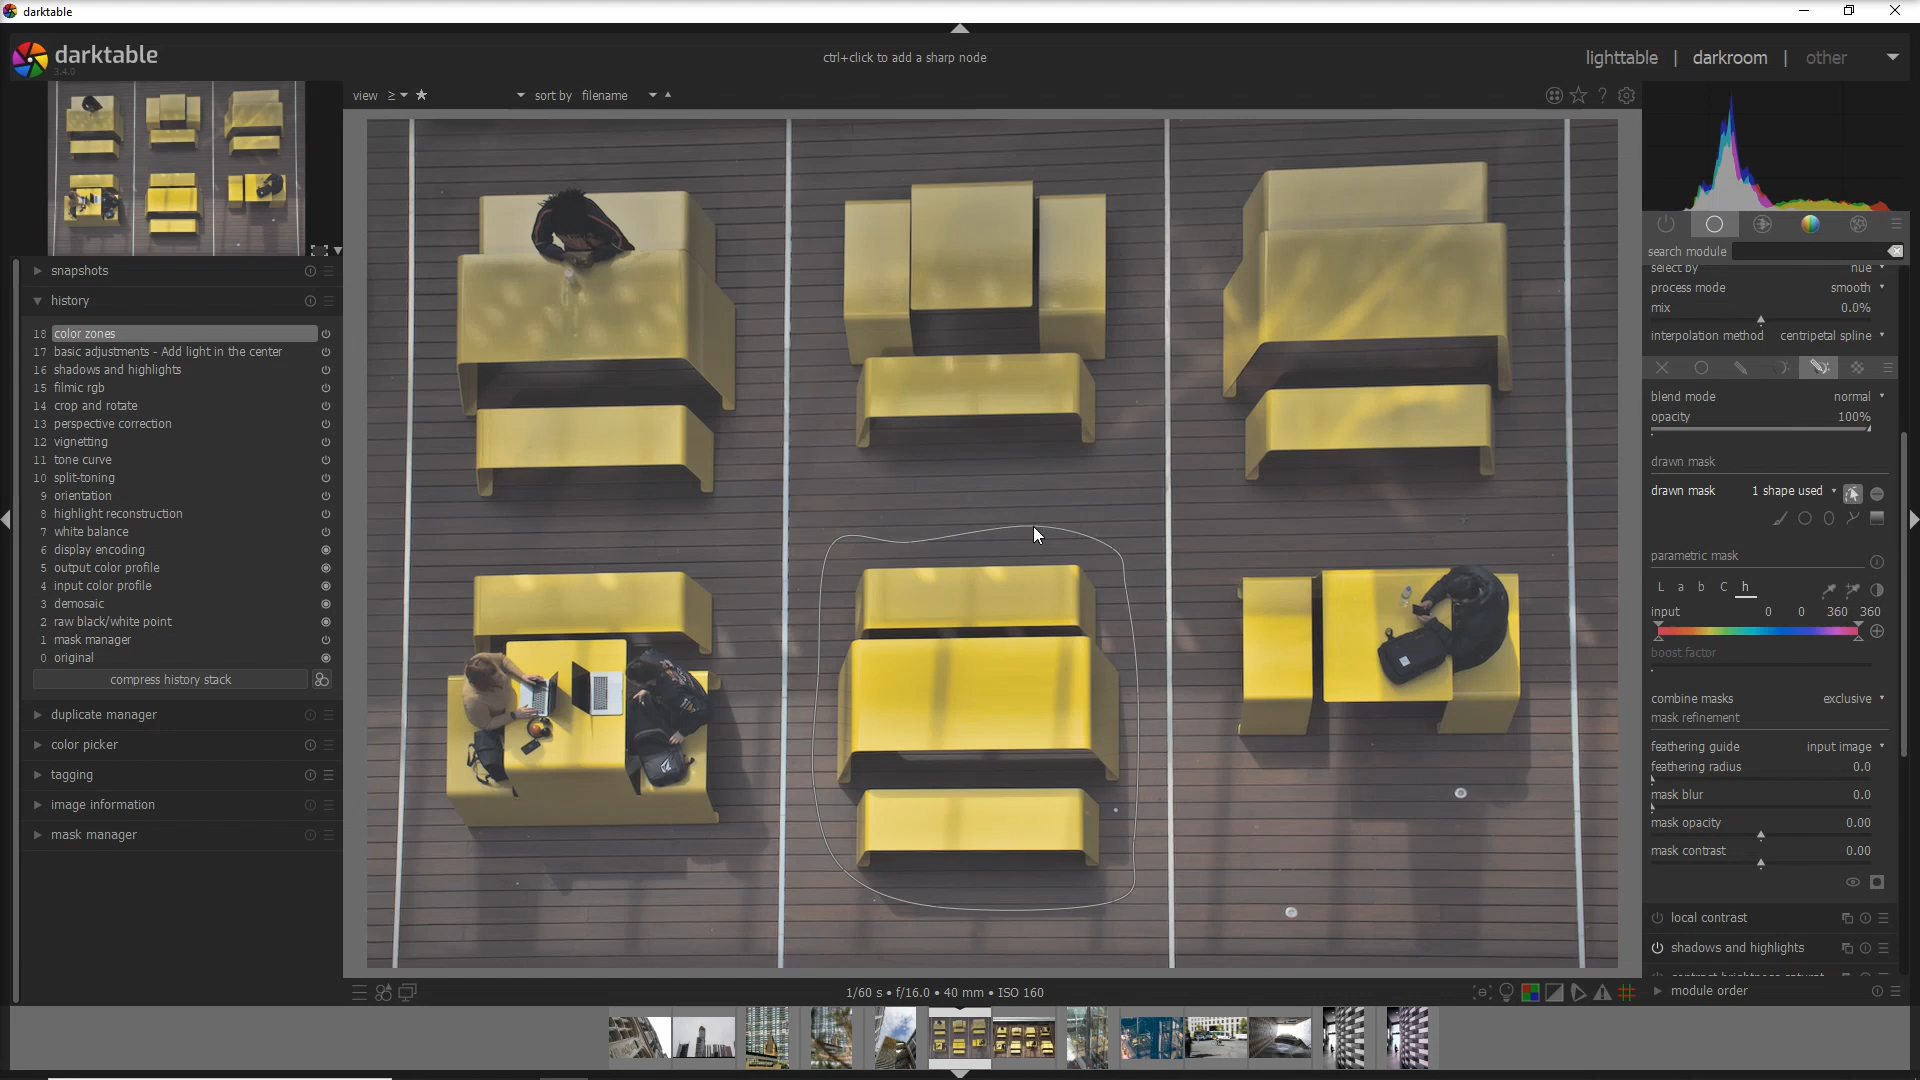 darktable
darktable
3.4.0
ctrl+click to add a sharp node
lighttable | darkroom | other
view ≥ ★ sort by filename
snapshots
history
18 color zones
17 basic adjustments - Add light in the center
16 shadows and highlights
15 filmic rgb
14 crop and rotate
13 perspective correction
12 vignetting
11 tone curve
10 split-toning
9 orientation
8 highlight reconstruction
7 white balance
6 display encoding
5 output color profile
4 input color profile
3 demosaic
2 raw black/white point
1 mask manager
0 original
compress history stack
duplicate manager
color picker
tagging
image information
mask manager
1/60 s • f/16.0 • 40 mm • ISO 160
search module
select by hue
process mode smooth
mix 0.0%
interpolation method centripetal spline
blend mode normal
opacity 100%
drawn mask
drawn mask 1 shape used
parametric mask
L a b C h
input 0 0 360 360
boost factor
combine masks exclusive
mask refinement
feathering guide input image
feathering radius 0.0
mask blur 0.0
mask opacity 0.00
mask contrast 0.00
local contrast
shadows and highlights
module order